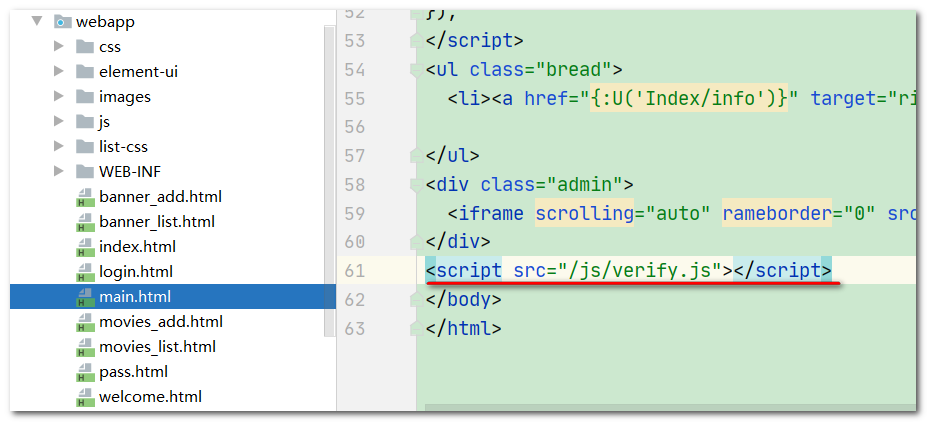 webapp
css
element-ui
images
js
list-css
WEB-INF
banner_add.html
banner_list.html
index.html
login.html
main.html
movies_add.html
movies_list.html
pass.html
welcome.html
52 });
53 </script>
54 <ul class="bread">
55 <li><a href="{:U('Index/info')}" target="ri
56
57 </ul>
58 <div class="admin">
59 <iframe scrolling="auto" rameborder="0" src
60 </div>
61 <script src="/js/verify.js"></script>
62 </body>
63 </html>